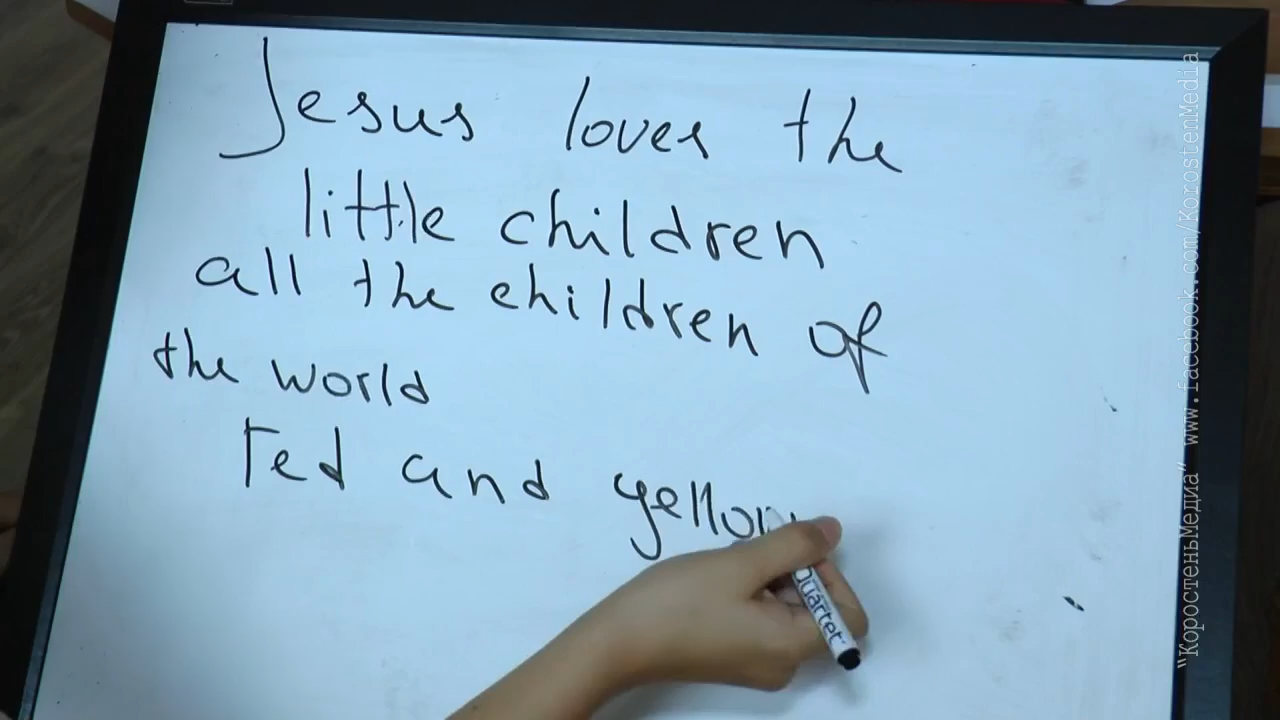 Jesus loves the
little children
all the children of
the world
red and yellow
Quartet
"КоростеньМедиа" www.facebook.com/KorostenMedia